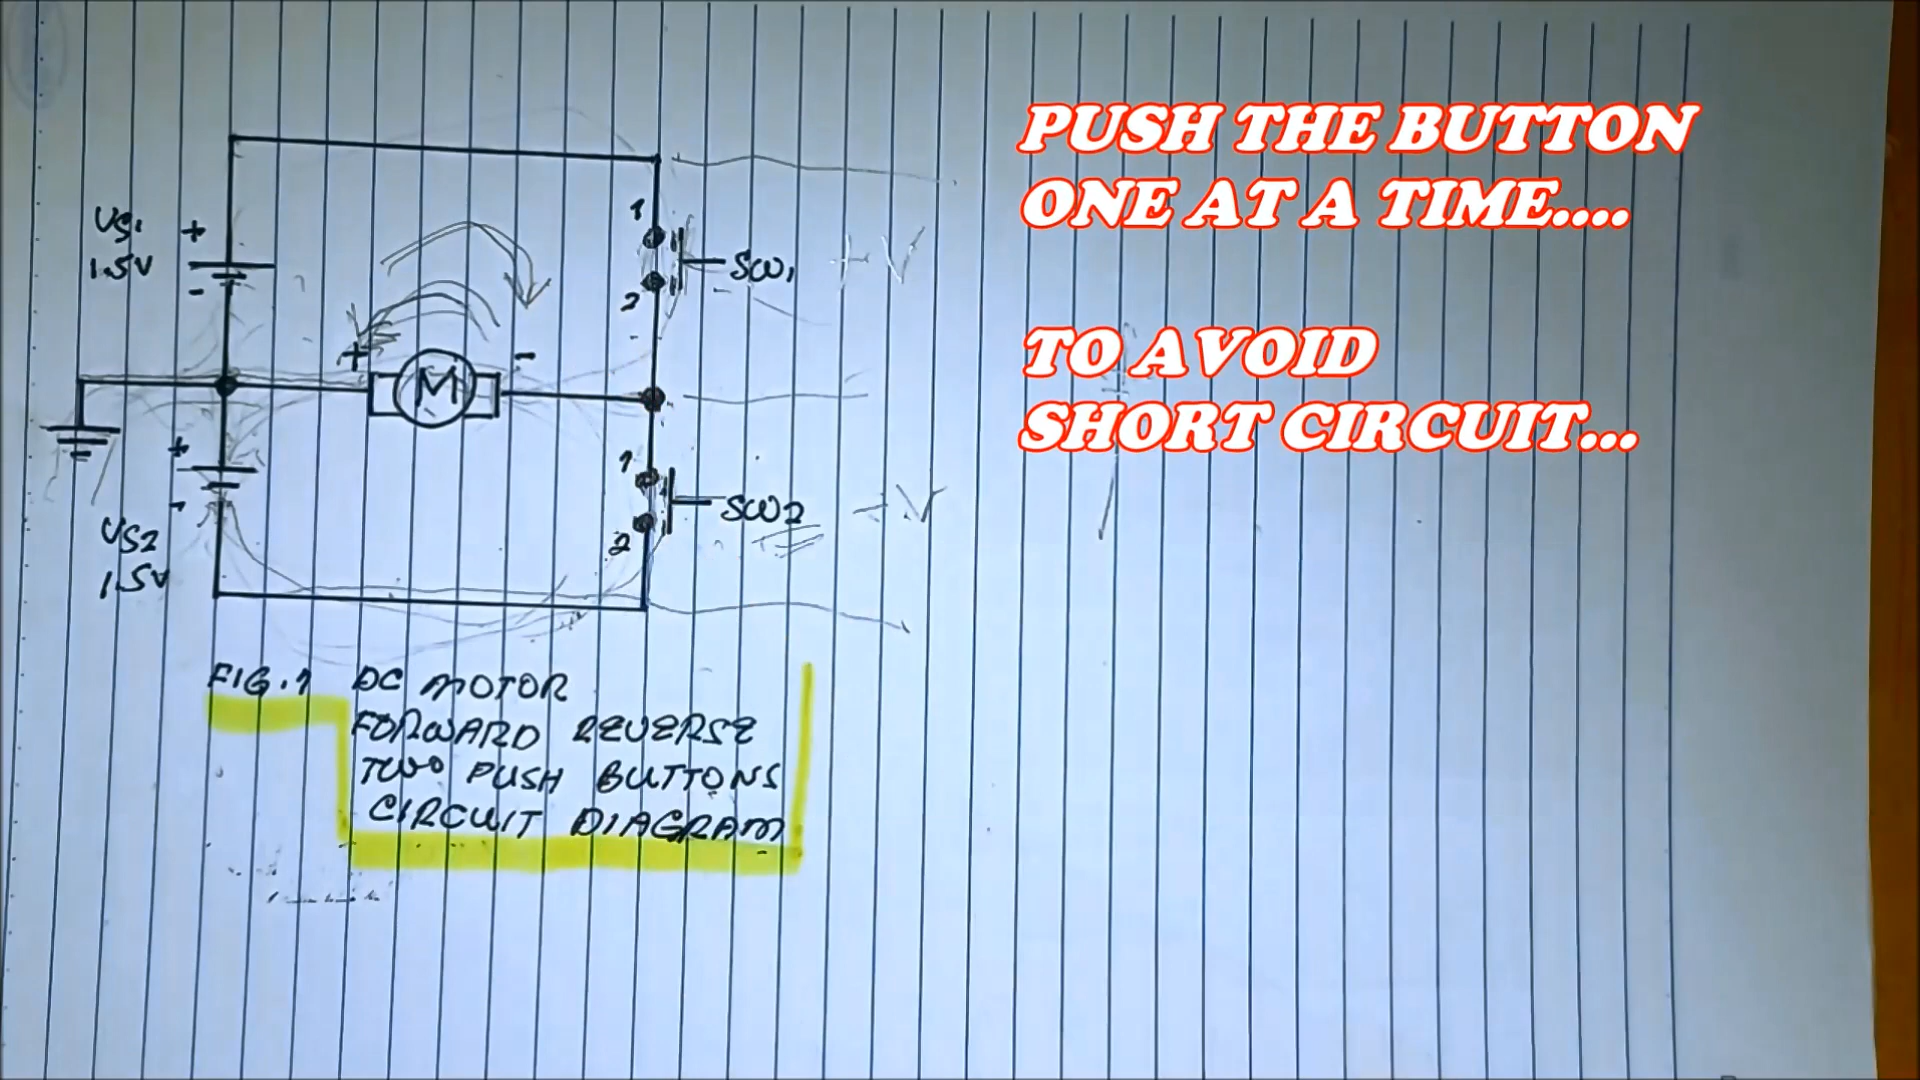 PUSH THE BUTTON
ONE AT A TIME....
TO AVOID
SHORT CIRCUIT...
VS1
1.5V
+
-
1
2
SW1
+V
+
M
-
+
-
VS2
1.5V
1
2
SW2
-V
FIG.1 DC MOTOR
FORWARD REVERSE
TWO PUSH BUTTONS
CIRCUIT DIAGRAM